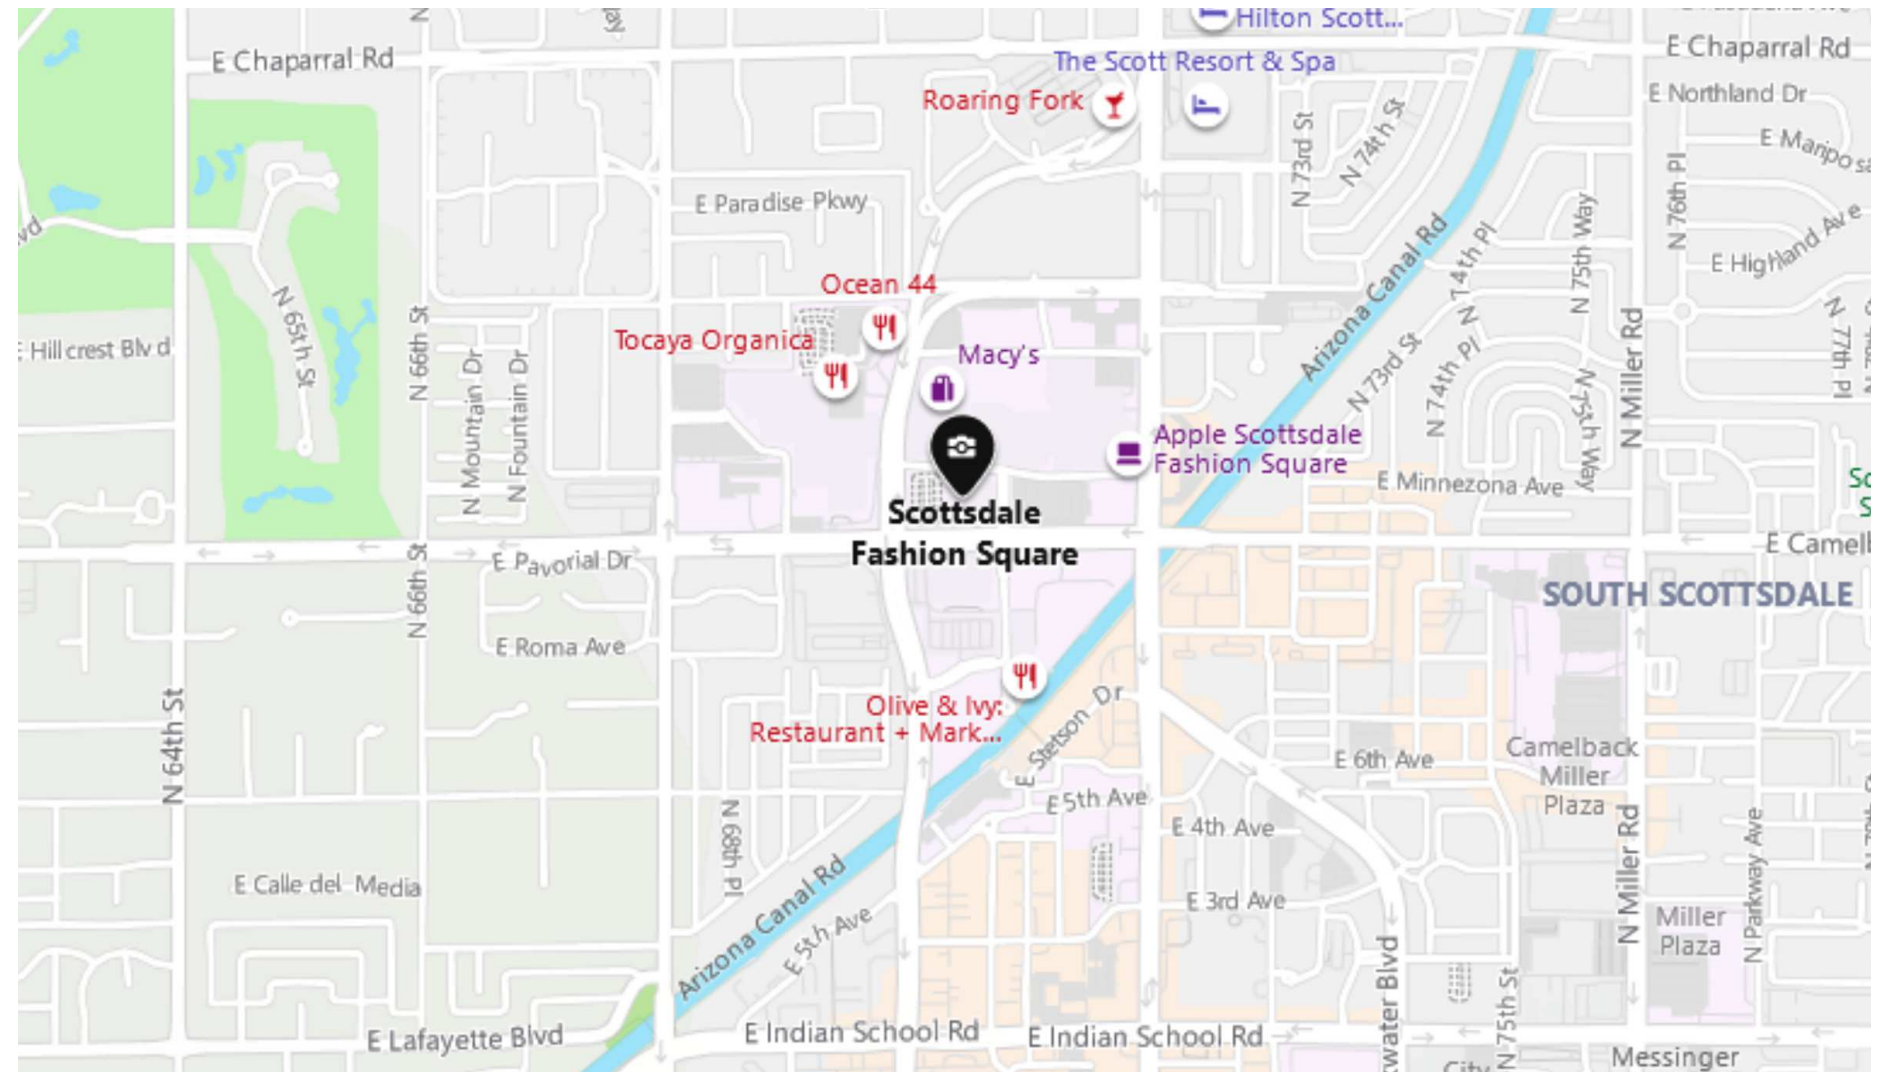 Hilton Scott...
E Chaparral Rd
E Chaparral Rd
The Scott Resort & Spa
Roaring Fork
E Northland Dr
N 73rd St
N 74th St
E Mariposa
N 76th Pl
E Paradise Pkwy
E Highland Ave
N 75th Way
Arizona Canal Rd
N 74th Pl
N 65th St
Ocean 44
Tocaya Organica
Macy's
E Hillcrest Blvd
N 66th St
N Mountain Dr
N Fountain Dr
N 73rd St
N 74th Pl
N 75th Way
N Miller Rd
N 77th Pl
Apple Scottsdale
Fashion Square
E Minnezona Ave
Scottsdale
Fashion Square
E Pavorial Dr
N 66th St
E Camelb
SOUTH SCOTTSDALE
E Roma Ave
N 64th St
Olive & Ivy:
Restaurant + Mark...
E Stetson Dr
E 6th Ave
Camelback
Miller
Plaza
E 5th Ave
N 68th Pl
E 4th Ave
E Calle del Media
Arizona Canal Rd
E 5th Ave
E 3rd Ave
N Miller Rd
N Parkway Ave
Miller
Plaza
kwater Blvd
N 75th St
E Lafayette Blvd
E Indian School Rd
E Indian School Rd
Messinger
City